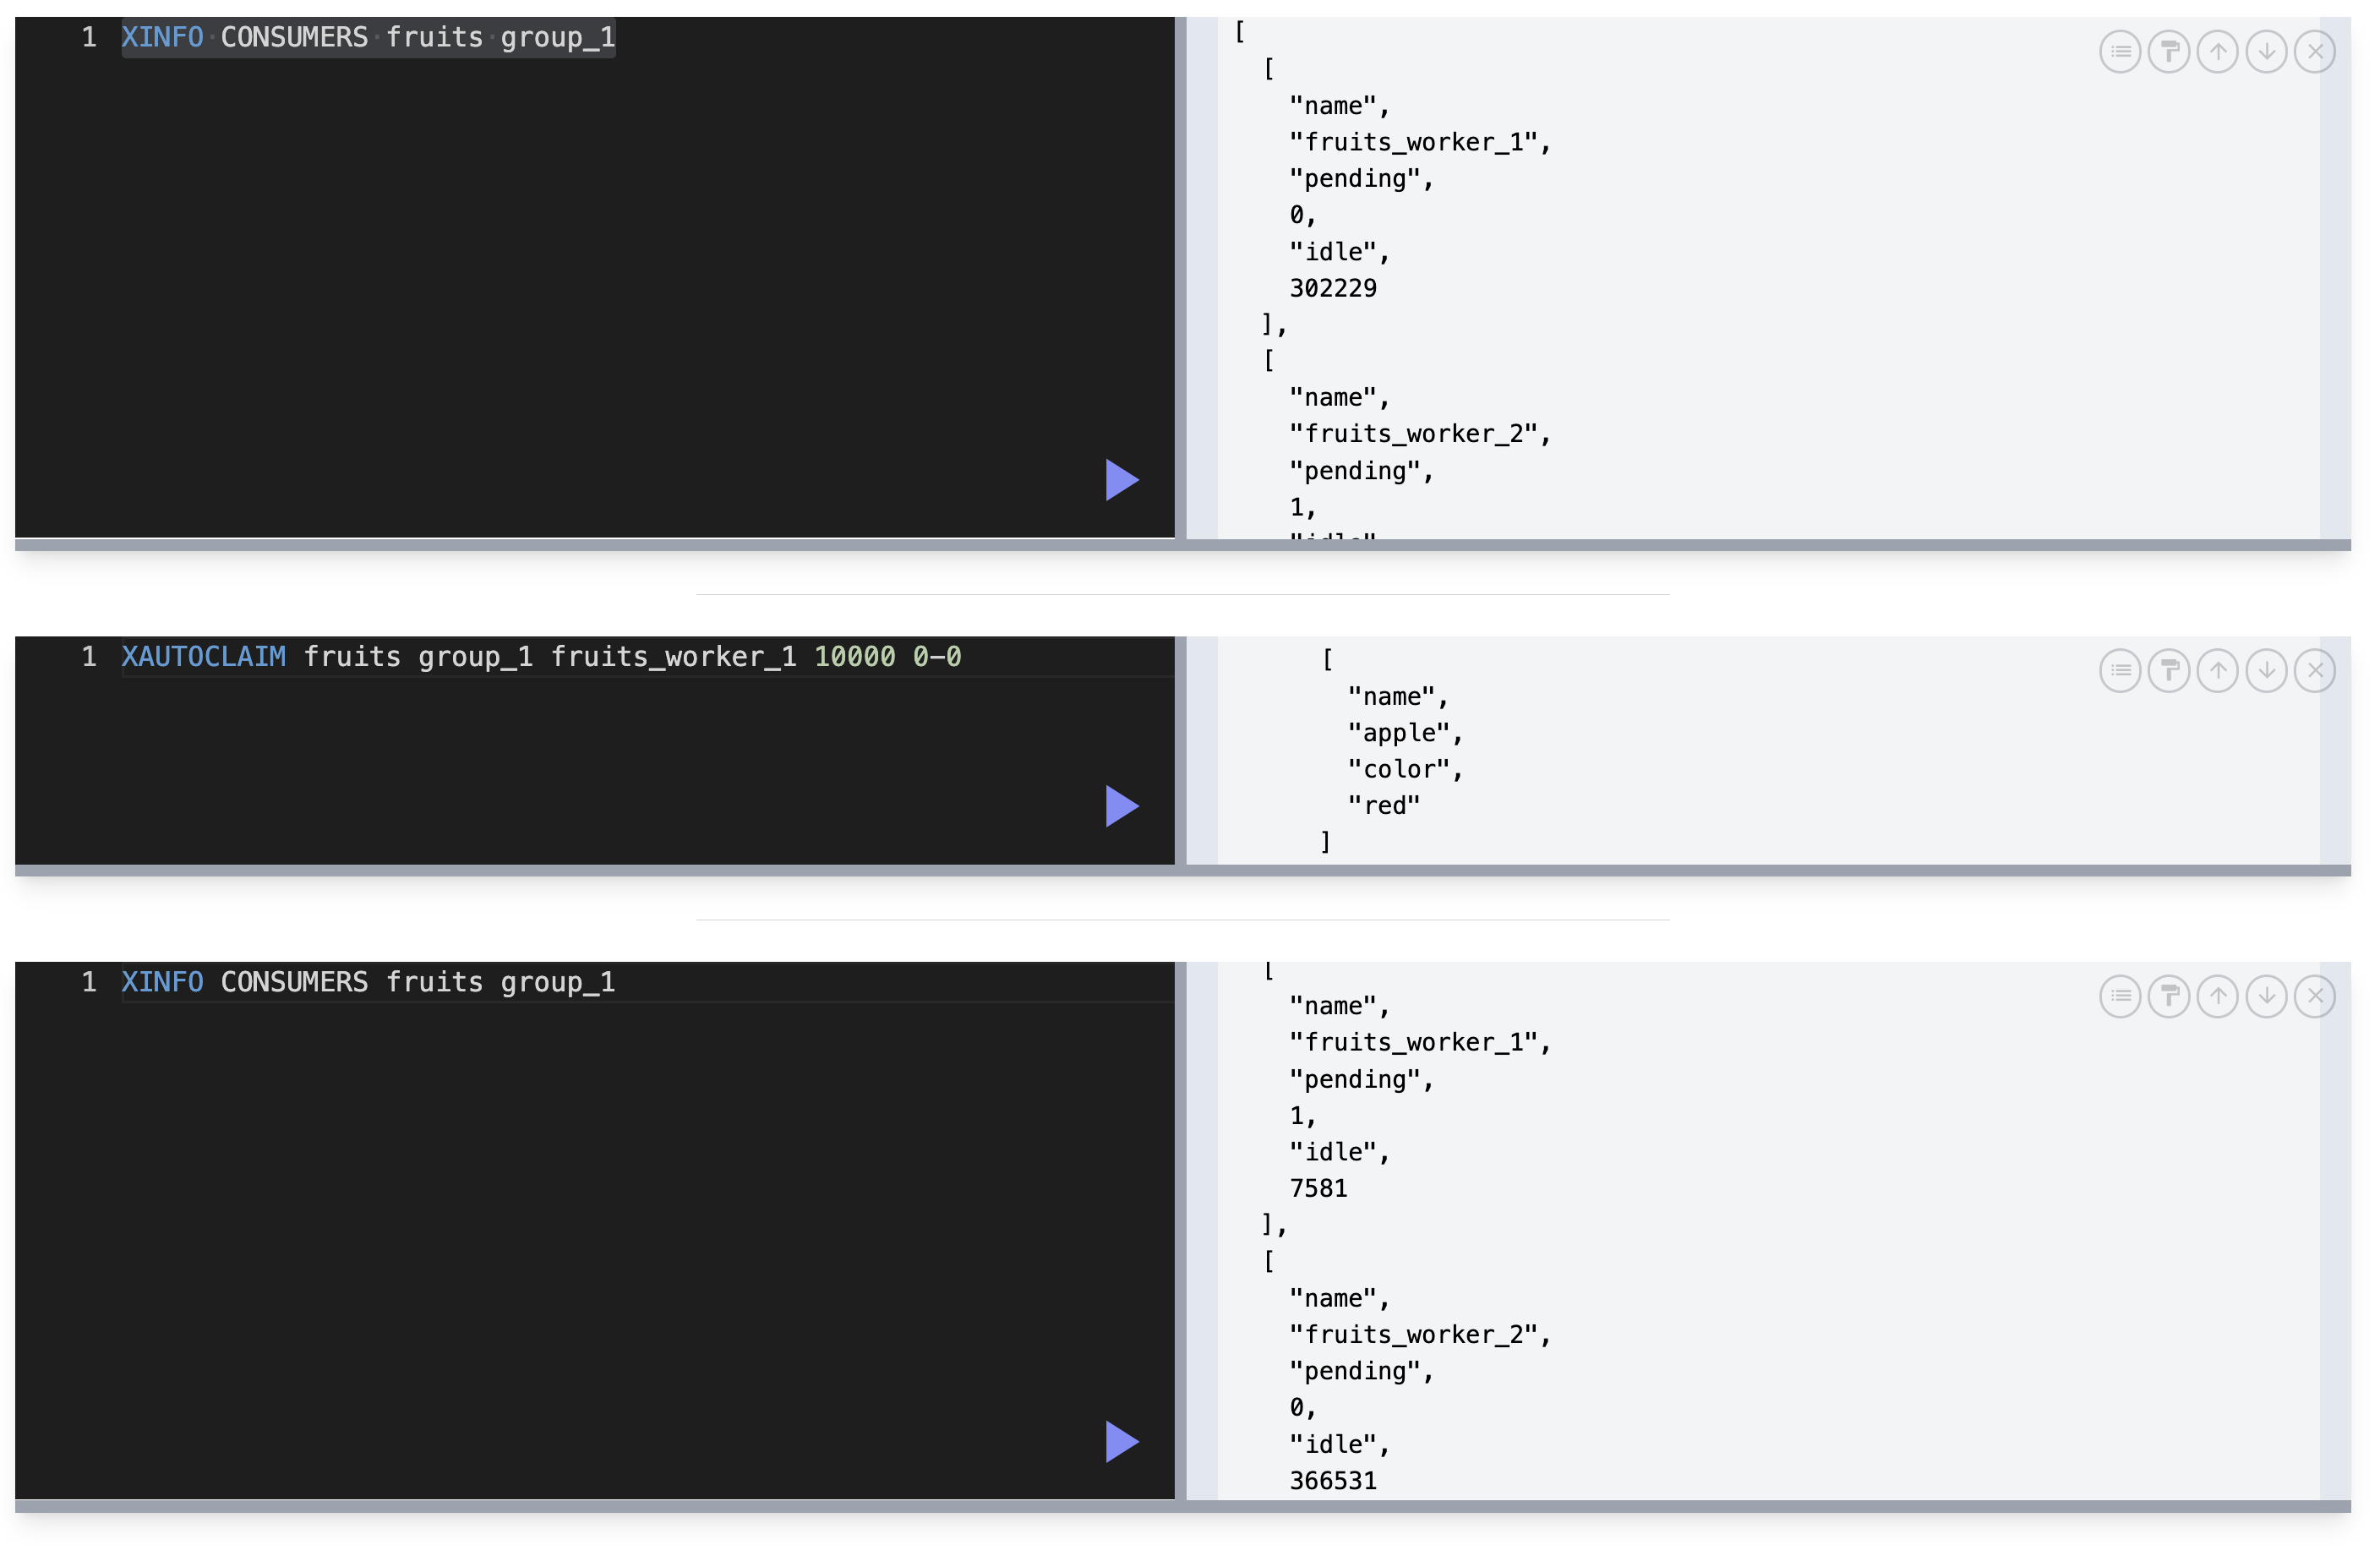 1 XINFO CONSUMERS fruits group_1
[
[
"name",
"fruits_worker_1",
"pending",
0,
"idle",
302229
],
[
"name",
"fruits_worker_2",
"pending",
1,
"idle"
1 XAUTOCLAIM fruits group_1 fruits_worker_1 10000 0-0
[
"name",
"apple",
"color",
"red"
]
1 XINFO CONSUMERS fruits group_1
[
"name",
"fruits_worker_1",
"pending",
1,
"idle",
7581
],
[
"name",
"fruits_worker_2",
"pending",
0,
"idle",
366531